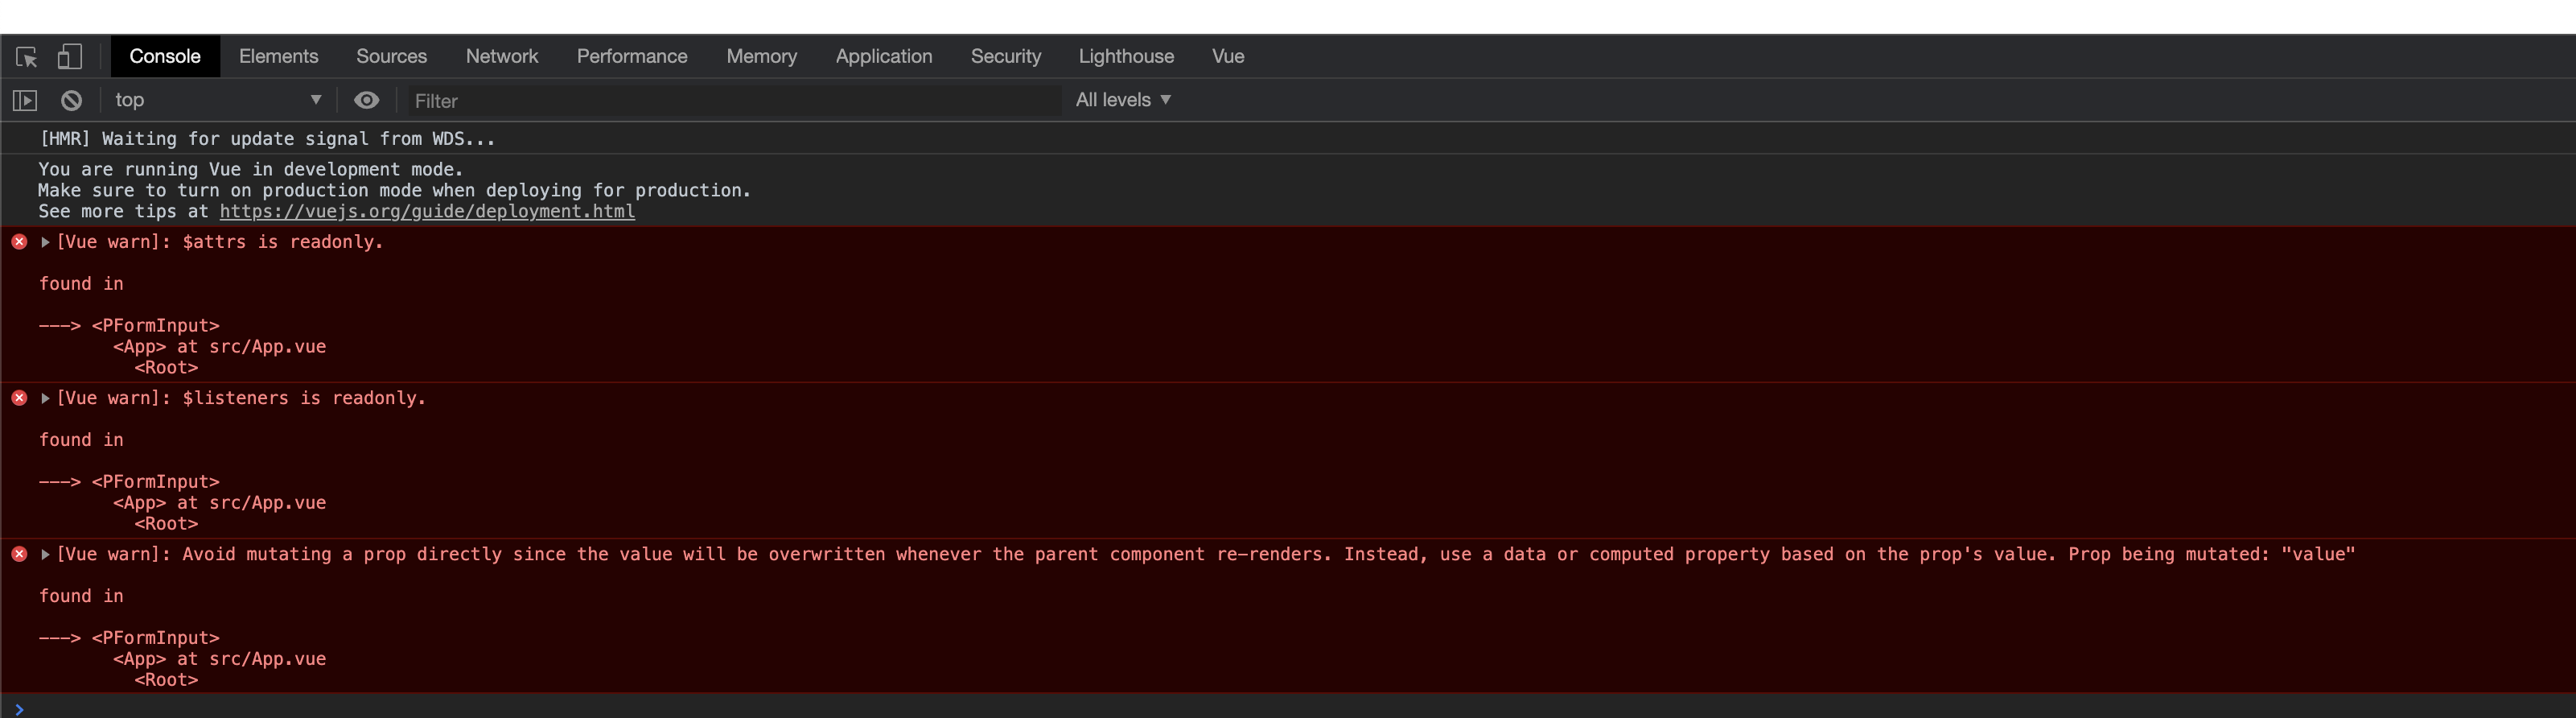 Console Elements Sources Network Performance Memory Application Security Lighthouse Vue
top Filter All levels
[HMR] Waiting for update signal from WDS...
You are running Vue in development mode.
Make sure to turn on production mode when deploying for production.
See more tips at https://vuejs.org/guide/deployment.html
[Vue warn]: $attrs is readonly.
found in
---> <PFormInput>
<App> at src/App.vue
<Root>
[Vue warn]: $listeners is readonly.
found in
---> <PFormInput>
<App> at src/App.vue
<Root>
[Vue warn]: Avoid mutating a prop directly since the value will be overwritten whenever the parent component re-renders. Instead, use a data or computed property based on the prop's value. Prop being mutated: "value"
found in
---> <PFormInput>
<App> at src/App.vue
<Root>